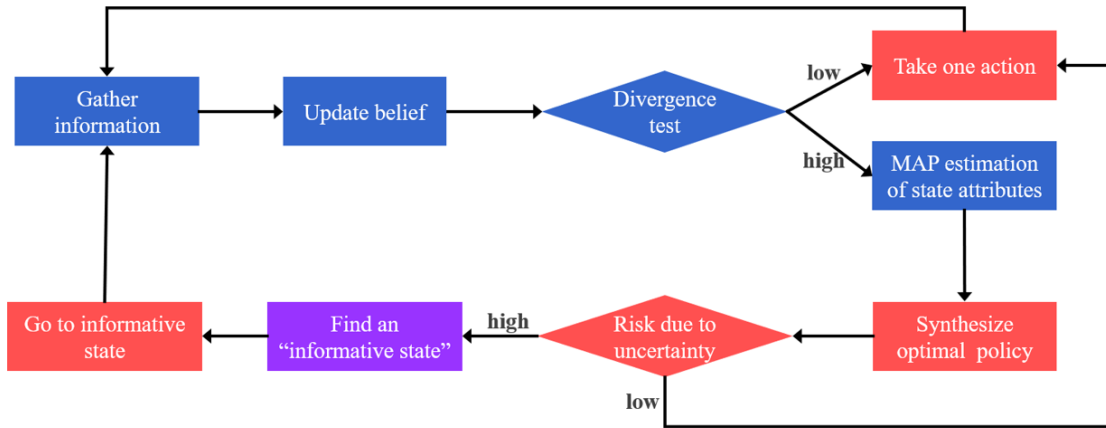 Gather
information
Update belief
Divergence
test
low
high
Take one action
MAP estimation
of state attributes
Synthesize
optimal policy
Risk due to
uncertainty
high
low
Find an
“informative state”
Go to informative
state